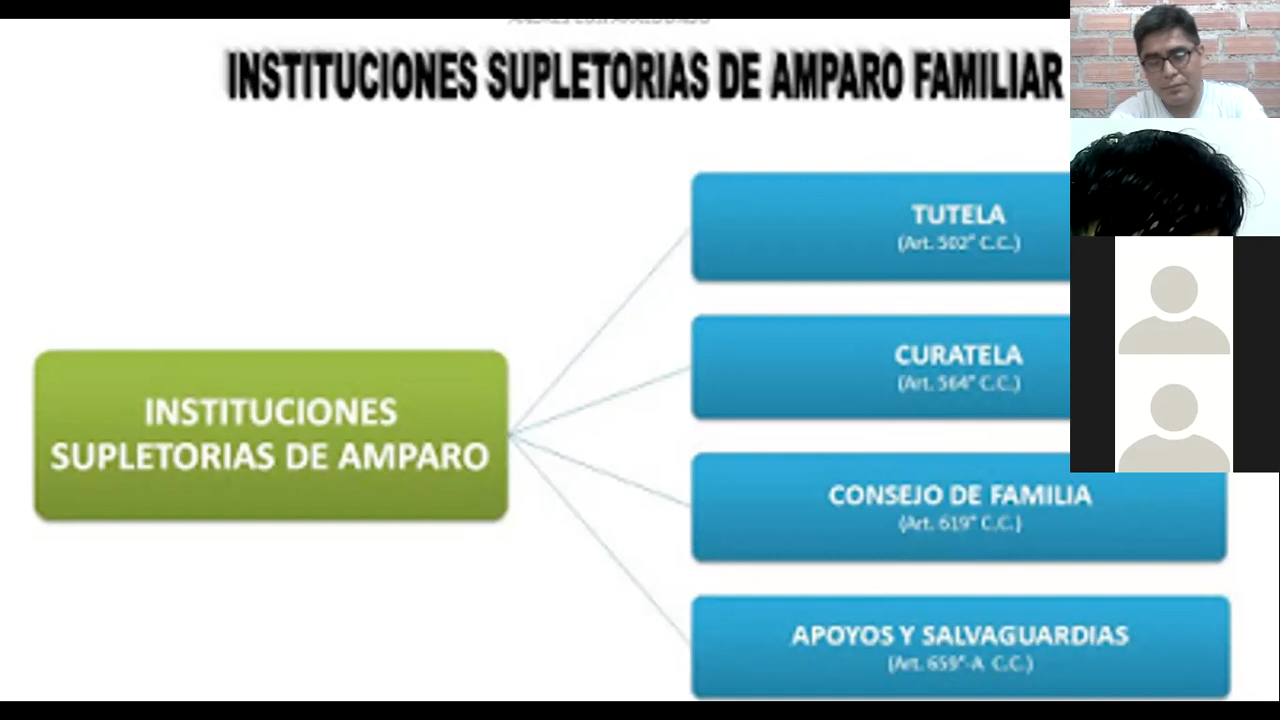 INSTITUCIONES SUPLETORIAS DE AMPARO FAMILIAR
TUTELA
(Art. 502° C.C.)
CURATELA
(Art. 564° C.C.)
INSTITUCIONES
SUPLETORIAS DE AMPARO
CONSEJO DE FAMILIA
(Art. 619° C.C.)
APOYOS Y SALVAGUARDIAS
(Art. 659°-A C.C.)